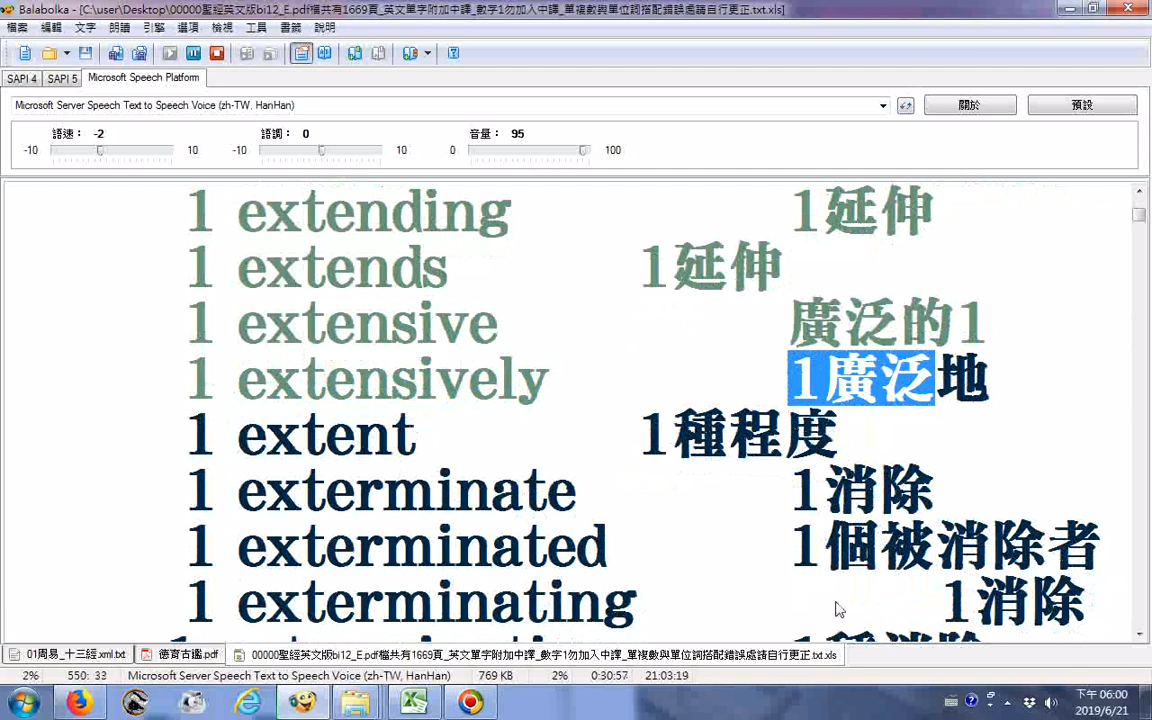 Balabolka - [C:\user\Desktop\00000聖經英文版bi12_E.pdf檔共有1669頁_英文單字附加中譯_數字1勿加入中譯_單複數與單位詞搭配錯誤處請自行更正.txt.xls]
檔案 編輯 文字 朗讀 引擎 選項 檢視 工具 書籤 說明
SAPI 4 SAPI 5 Microsoft Speech Platform
Microsoft Server Speech Text to Speech Voice (zh-TW, HanHan) 關於 預設
語速： -2 語調： 0 音量： 95
-10 10 -10 10 0 100
1 extending 1延伸
1 extends 1延伸
1 extensive 廣泛的1
1 extensively 1廣泛地
1 extent 1種程度
1 exterminate 1消除
1 exterminated 1個被消除者
1 exterminating 1消除
01周易_十三經.xml.txt 德育古鑑.pdf 00000聖經英文版bi12_E.pdf檔共有1669頁_英文單字附加中譯_數字1勿加入中譯_單複數與單位詞搭配錯誤處請自行更正.txt.xls
2% 550: 33 Microsoft Server Speech Text to Speech Voice (zh-TW, HanHan) 769 KB 2% 0:30:57 21:03:19
下午 06:00
2019/6/21